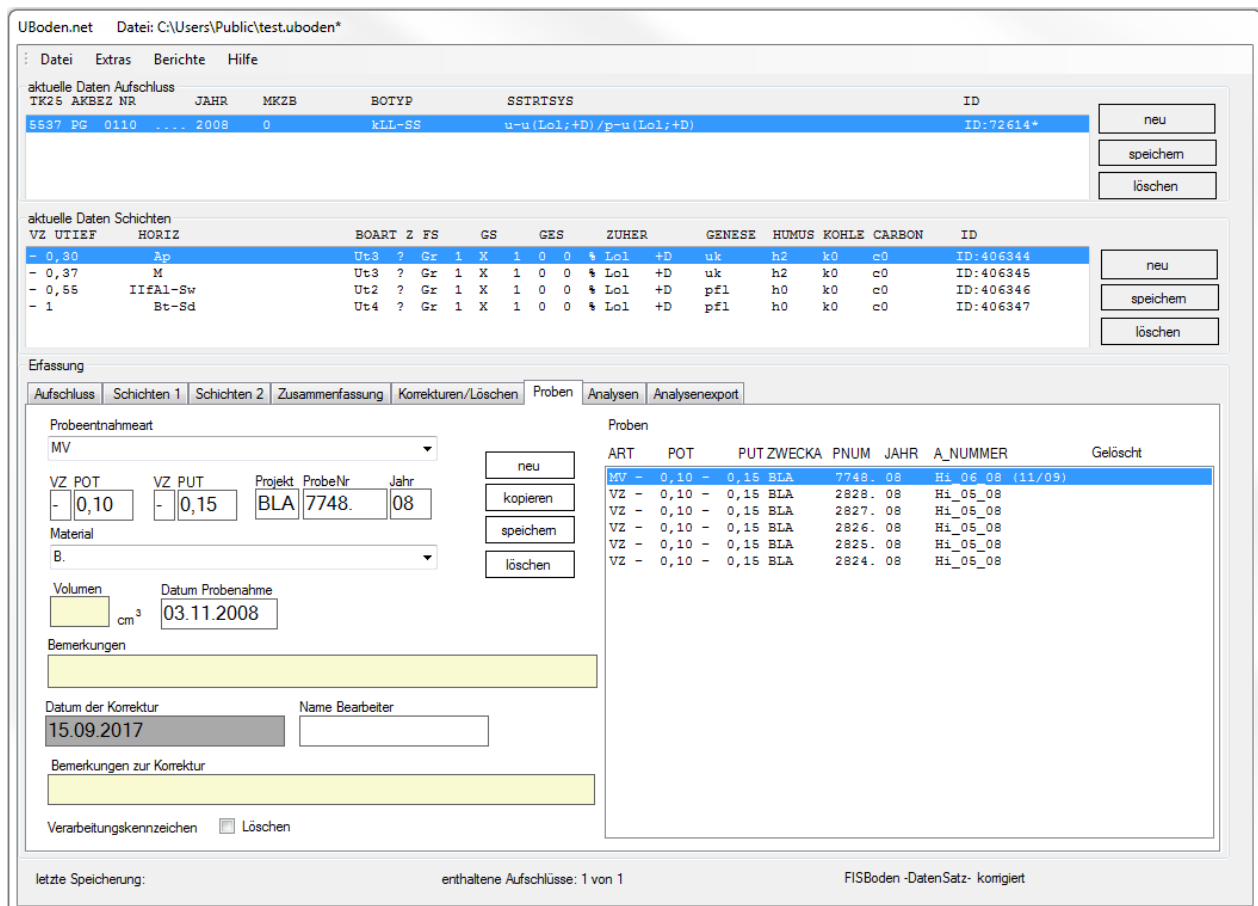 UBoden.net Datei: C:\Users\Public\test.uboden*
Datei Extras Berichte Hilfe
aktuelle Daten Aufschluss
TK25 AKBEZ NR JAHR MKZB BOTYP SSTRTSYS ID
5537 PG 0110 .... 2008 0 kLL-SS u-u(Lol;+D)/p-u(Lol;+D) ID:72614*
neu
speichern
löschen
aktuelle Daten Schichten
VZ UTIEF HORIZ BOART Z FS GS GES ZUHER GENESE HUMUS KOHLE CARBON ID
- 0,30 Ap Ut3 ? Gr 1 X 1 0 0 % Lol +D uk h2 k0 c0 ID:406344
- 0,37 M Ut3 ? Gr 1 X 1 0 0 % Lol +D uk h2 k0 c0 ID:406345
- 0,55 IIfAl-Sw Ut2 ? Gr 1 X 1 0 0 % Lol +D pfl h0 k0 c0 ID:406346
- 1 Bt-Sd Ut4 ? Gr 1 X 1 0 0 % Lol +D pfl h0 k0 c0 ID:406347
neu
speichern
löschen
Erfassung
Aufschluss Schichten 1 Schichten 2 Zusammenfassung Korrekturen/Löschen Proben Analysen Analysenexport
Probeentnahmeart
MV
VZ POT VZ PUT Projekt ProbeNr Jahr
- 0,10 - 0,15 BLA 7748. 08
Material
B.
Volumen Datum Probenahme
cm³ 03.11.2008
Bemerkungen
Datum der Korrektur Name Bearbeiter
15.09.2017
Bemerkungen zur Korrektur
Verarbeitungskennzeichen Löschen
neu
kopieren
speichern
löschen
Proben
ART POT PUT ZWECKA PNUM JAHR A_NUMMER Gelöscht
MV - 0,10 - 0,15 BLA 7748. 08 Hi_06_08 (11/09)
VZ - 0,10 - 0,15 BLA 2828. 08 Hi_05_08
VZ - 0,10 - 0,15 BLA 2827. 08 Hi_05_08
VZ - 0,10 - 0,15 BLA 2826. 08 Hi_05_08
VZ - 0,10 - 0,15 BLA 2825. 08 Hi_05_08
VZ - 0,10 - 0,15 BLA 2824. 08 Hi_05_08
letzte Speicherung: enthaltene Aufschlüsse: 1 von 1 FISBoden -DatenSatz- korrigiert